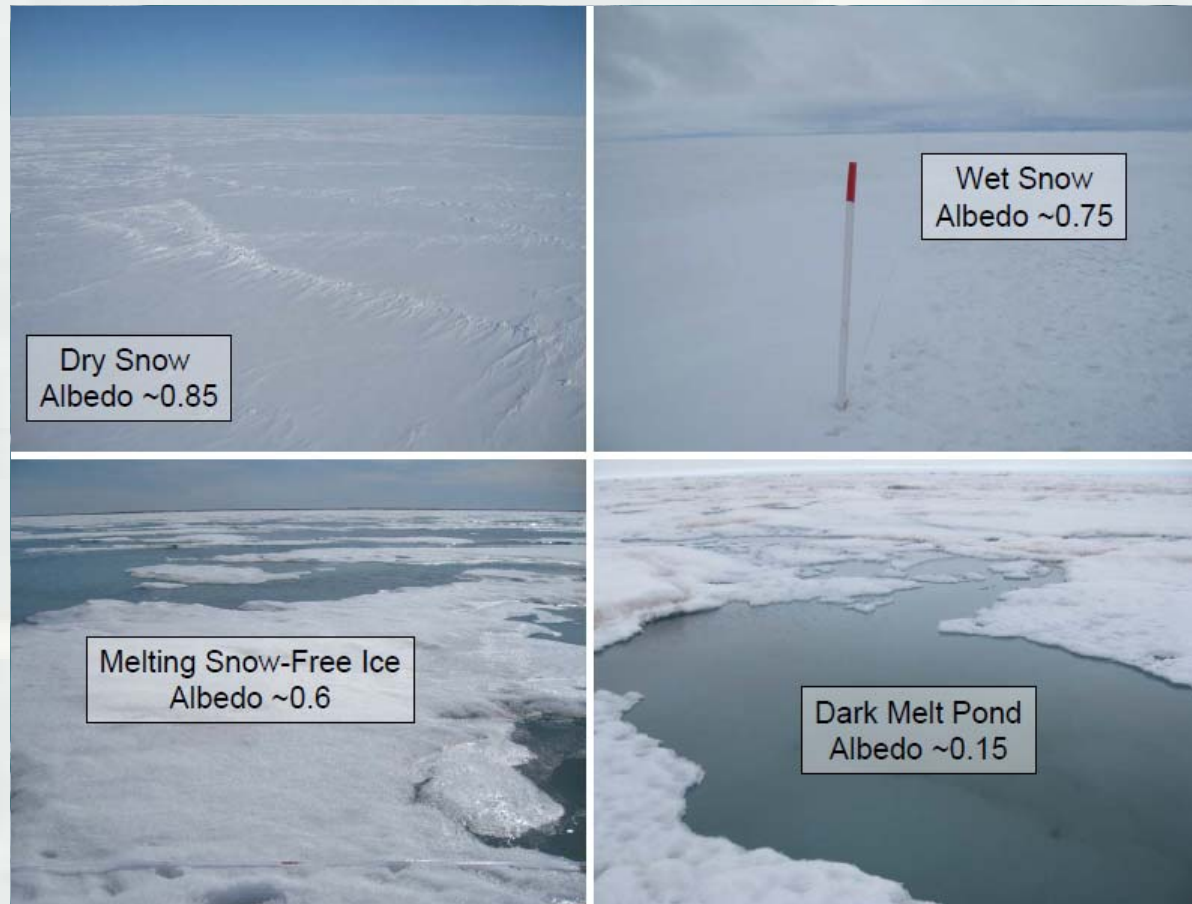 Dry Snow
Albedo ~0.85
Wet Snow
Albedo ~0.75
Melting Snow-Free Ice
Albedo ~0.6
Dark Melt Pond
Albedo ~0.15